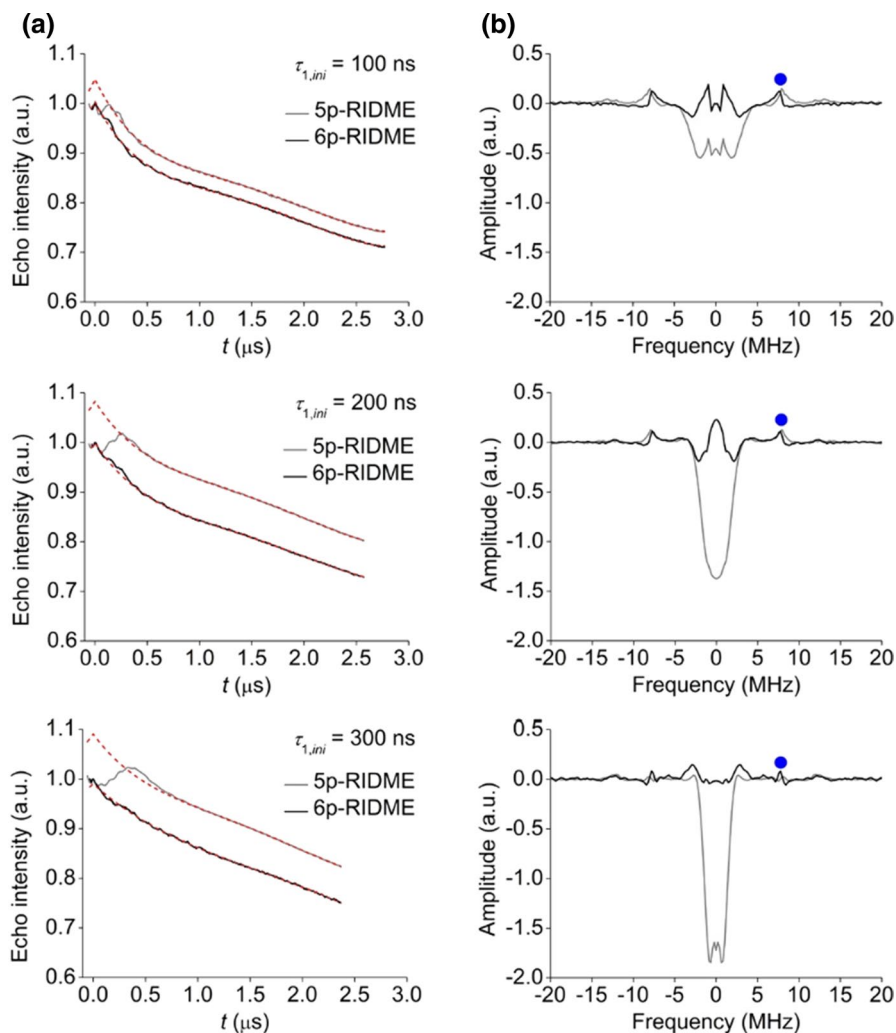 (a)
1.1
1.0
0.9
0.8
0.7
0.6
Echo intensity (a.u.)
τ1,ini = 100 ns
5p-RIDME
6p-RIDME
0.0 0.5 1.0 1.5 2.0 2.5 3.0
t (μs)
(b)
0.5
0.0
-0.5
-1.0
-1.5
-2.0
Amplitude (a.u.)
-20 -15 -10 -5 0 5 10 15 20
Frequency (MHz)
1.1
1.0
0.9
0.8
0.7
0.6
Echo intensity (a.u.)
τ1,ini = 200 ns
5p-RIDME
6p-RIDME
0.0 0.5 1.0 1.5 2.0 2.5 3.0
t (μs)
0.5
0.0
-0.5
-1.0
-1.5
-2.0
Amplitude (a.u.)
-20 -15 -10 -5 0 5 10 15 20
Frequency (MHz)
1.1
1.0
0.9
0.8
0.7
0.6
Echo intensity (a.u.)
τ1,ini = 300 ns
5p-RIDME
6p-RIDME
0.0 0.5 1.0 1.5 2.0 2.5 3.0
t (μs)
0.5
0.0
-0.5
-1.0
-1.5
-2.0
Amplitude (a.u.)
-20 -15 -10 -5 0 5 10 15 20
Frequency (MHz)